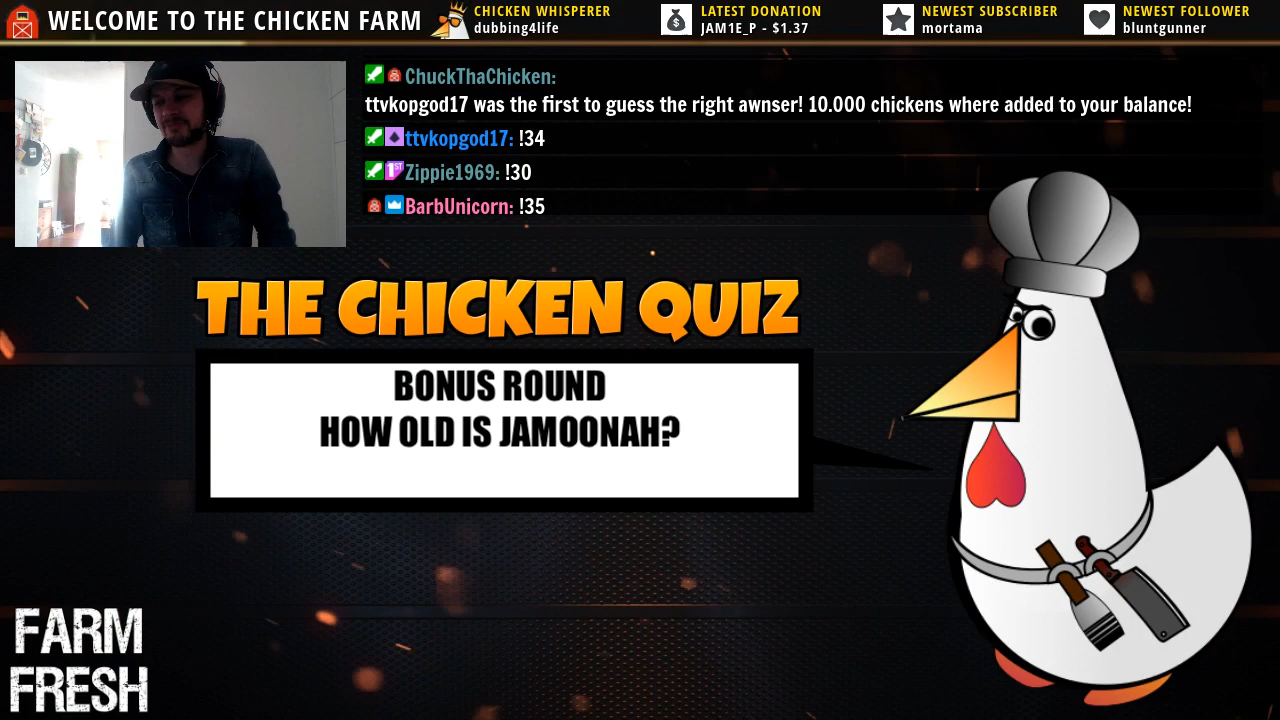 WELCOME TO THE CHICKEN FARM
CHICKEN WHISPERER
dubbing4life
LATEST DONATION
JAM1E_P - $1.37
NEWEST SUBSCRIBER
mortama
NEWEST FOLLOWER
bluntgunner
ChuckThaChicken:
ttvkopgod17 was the first to guess the right awnser! 10.000 chickens where added to your balance!
ttvkopgod17: !34
1ST Zippie1969: !30
BarbUnicorn: !35
THE CHICKEN QUIZ
BONUS ROUND
HOW OLD IS JAMOONAH?
FARM
FRESH